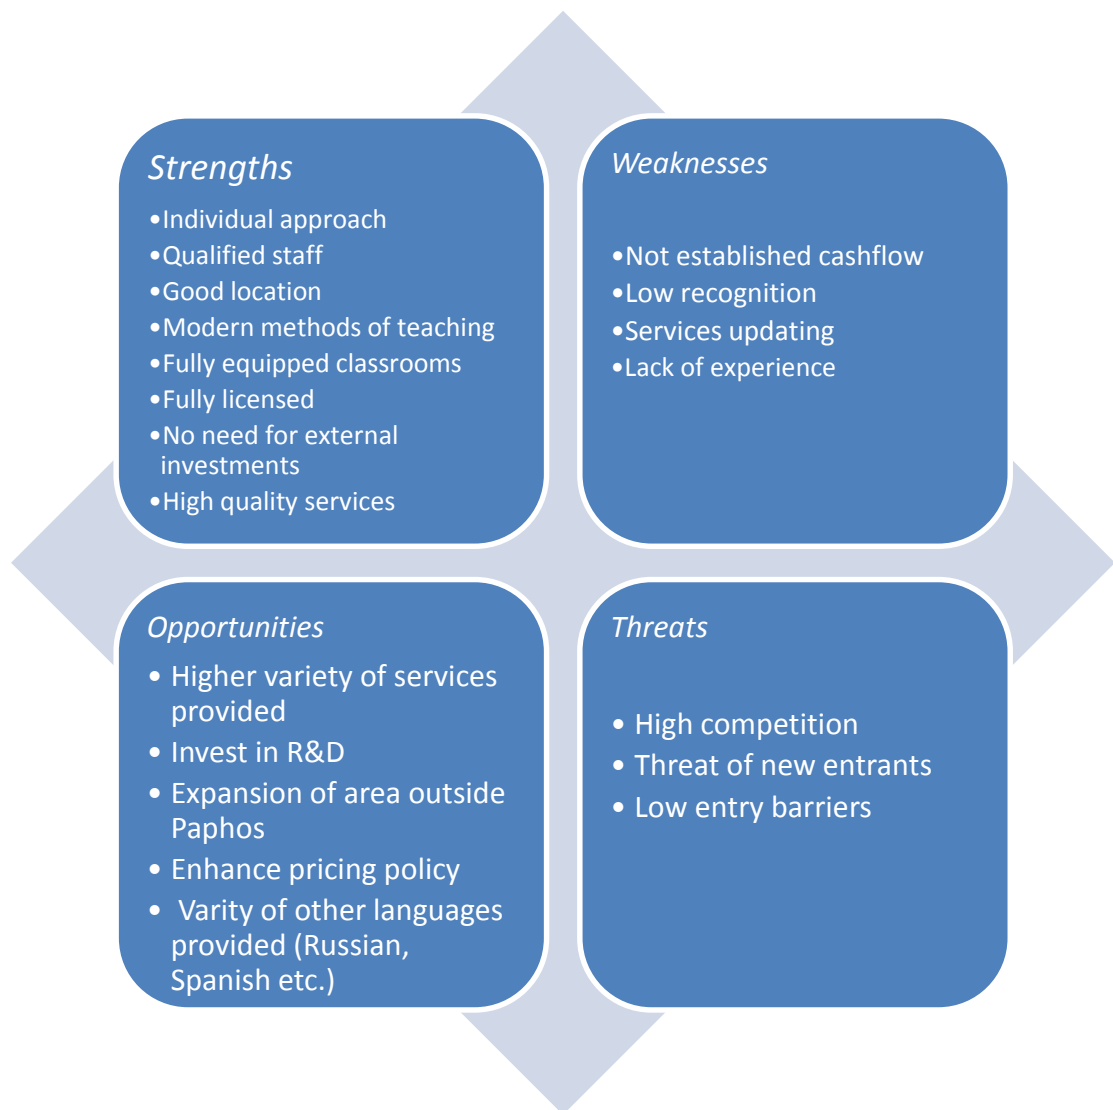 Strengths
•Individual approach
•Qualified staff
•Good location
•Modern methods of teaching
•Fully equipped classrooms
•Fully licensed
•No need for external
investments
•High quality services
Weaknesses
•Not established cashflow
•Low recognition
•Services updating
•Lack of experience
Opportunities
• Higher variety of services
provided
• Invest in R&D
• Expansion of area outside
Paphos
• Enhance pricing policy
• Varity of other languages
provided (Russian,
Spanish etc.)
Threats
• High competition
• Threat of new entrants
• Low entry barriers